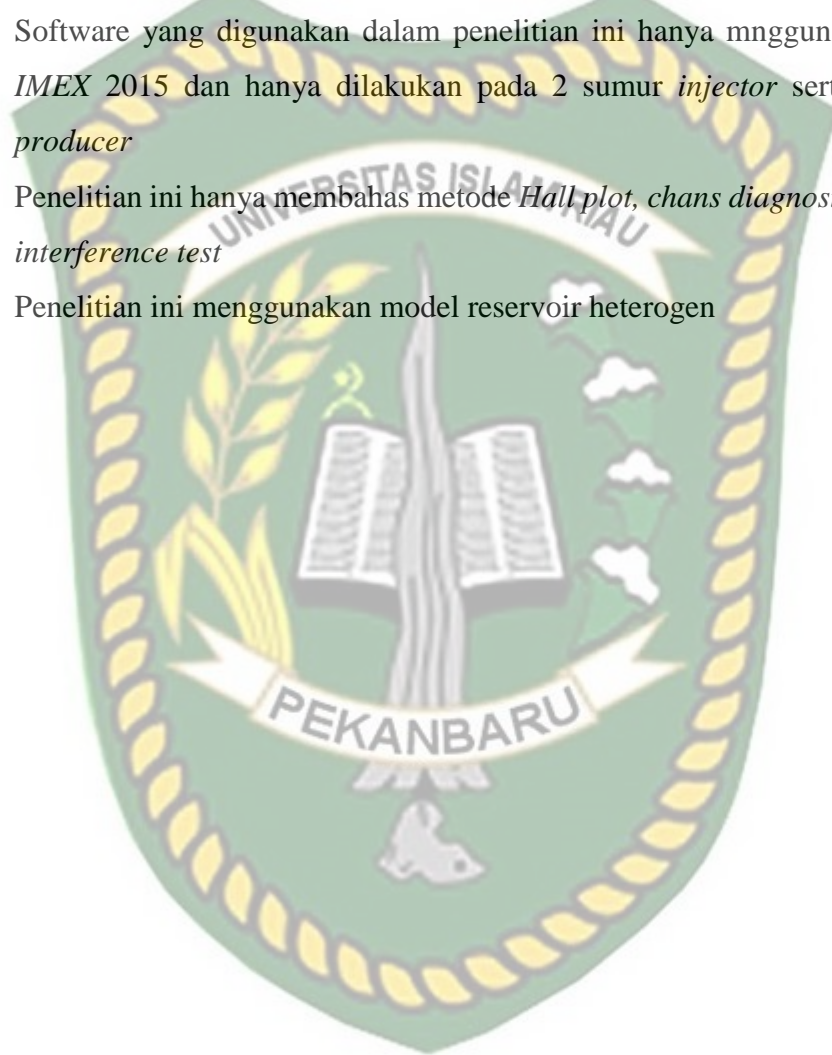 Software yang digunakan dalam penelitian ini hanya mnggun
IMEX 2015 dan hanya dilakukan pada 2 sumur injector ser
producer
Penelitian ini hanya membahas metode Hall plot, chans diagnos
interference test
Penelitian ini menggunakan model reservoir heterogen
UNIVERSITAS ISLAM RIAU
PEKANBARU